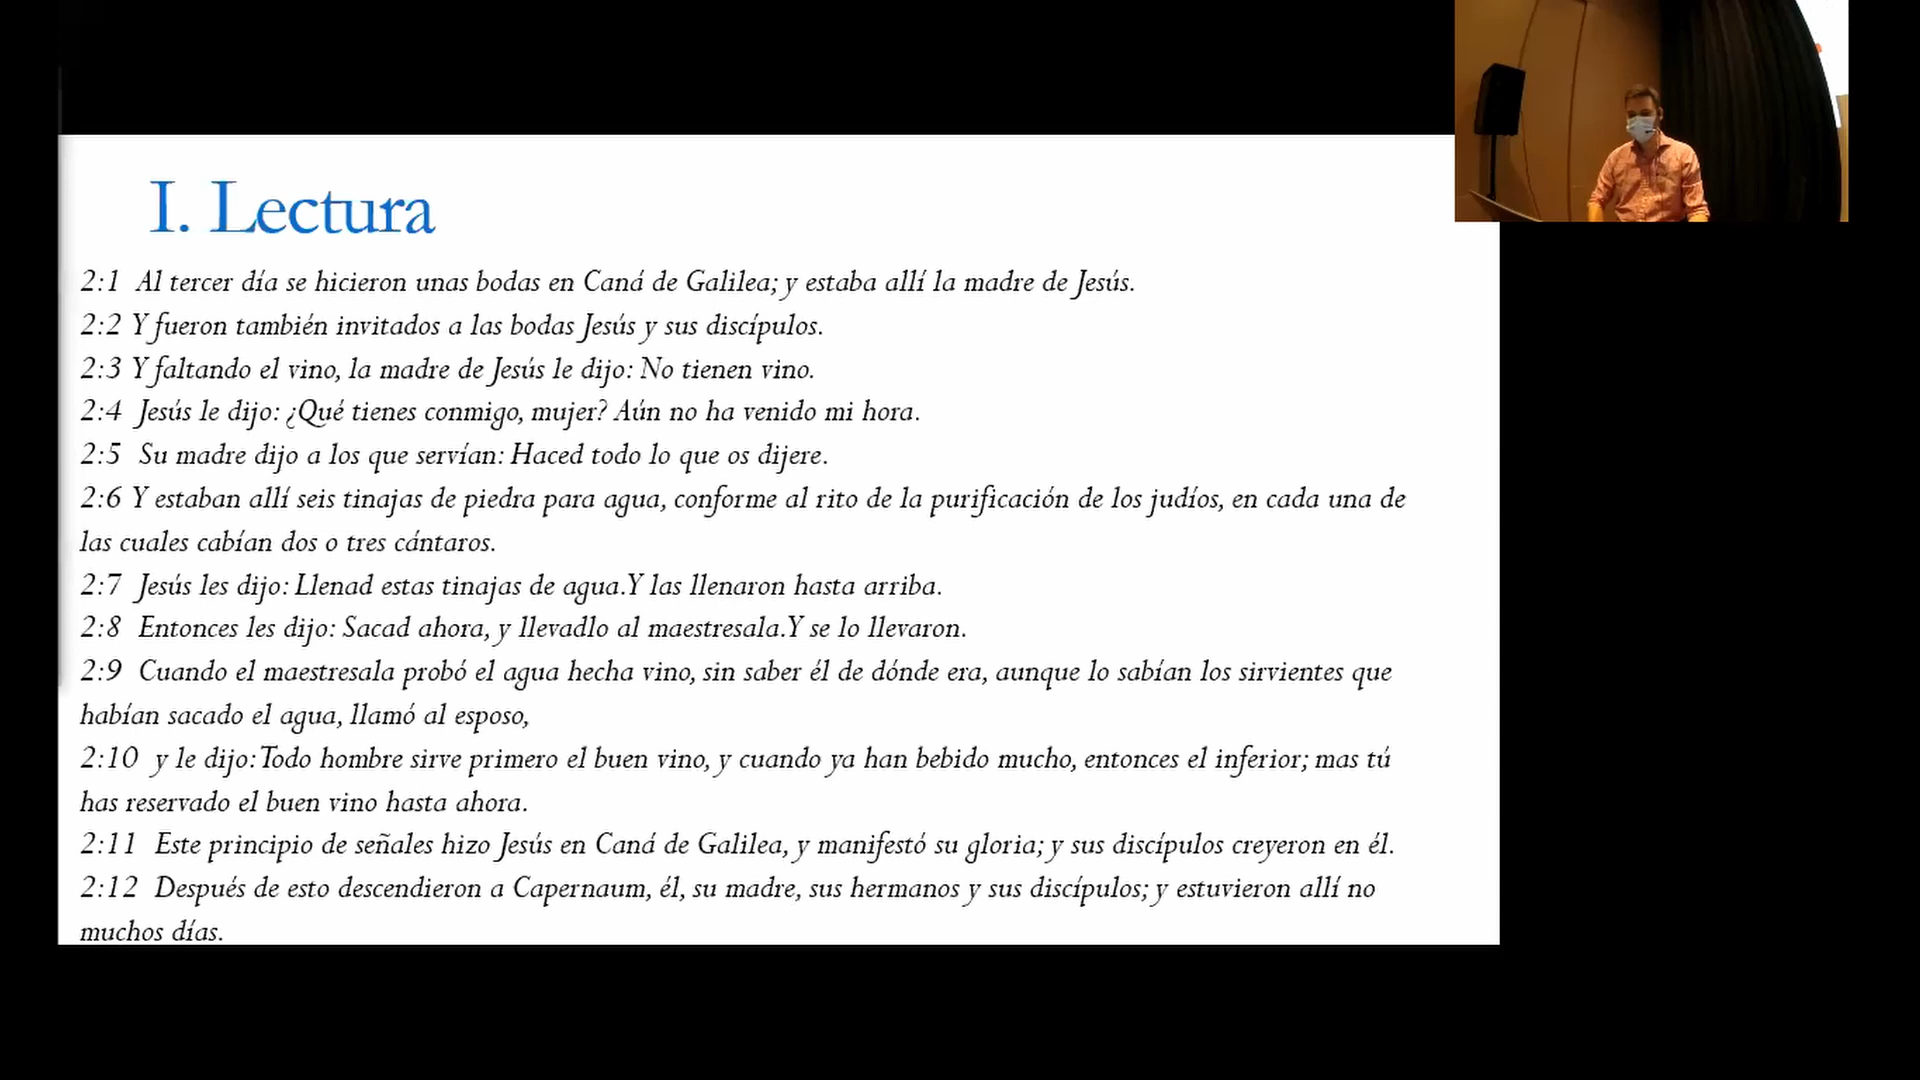 I. Lectura
2:1 Al tercer día se hicieron unas bodas en Caná de Galilea; y estaba allí la madre de Jesús.
2:2 Y fueron también invitados a las bodas Jesús y sus discípulos.
2:3 Y faltando el vino, la madre de Jesús le dijo: No tienen vino.
2:4 Jesús le dijo: ¿Qué tienes conmigo, mujer? Aún no ha venido mi hora.
2:5 Su madre dijo a los que servían: Haced todo lo que os dijere.
2:6 Y estaban allí seis tinajas de piedra para agua, conforme al rito de la purificación de los judíos, en cada una de
las cuales cabían dos o tres cántaros.
2:7 Jesús les dijo: Llenad estas tinajas de agua.Y las llenaron hasta arriba.
2:8 Entonces les dijo: Sacad ahora, y llevadlo al maestresala.Y se lo llevaron.
2:9 Cuando el maestresala probó el agua hecha vino, sin saber él de dónde era, aunque lo sabían los sirvientes que
habían sacado el agua, llamó al esposo,
2:10 y le dijo:Todo hombre sirve primero el buen vino, y cuando ya han bebido mucho, entonces el inferior; mas tú
has reservado el buen vino hasta ahora.
2:11 Este principio de señales hizo Jesús en Caná de Galilea, y manifestó su gloria; y sus discípulos creyeron en él.
2:12 Después de esto descendieron a Capernaum, él, su madre, sus hermanos y sus discípulos; y estuvieron allí no
muchos días.